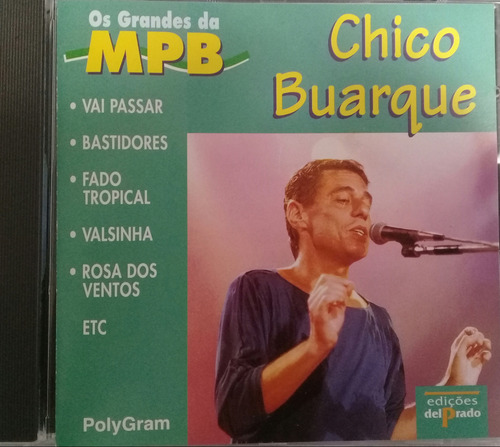 Os Grandes da
MPB
Chico
Buarque
• VAI PASSAR
• BASTIDORES
• FADO
TROPICAL
• VALSINHA
• ROSA DOS
VENTOS
ETC
PolyGram
edições
delPrado